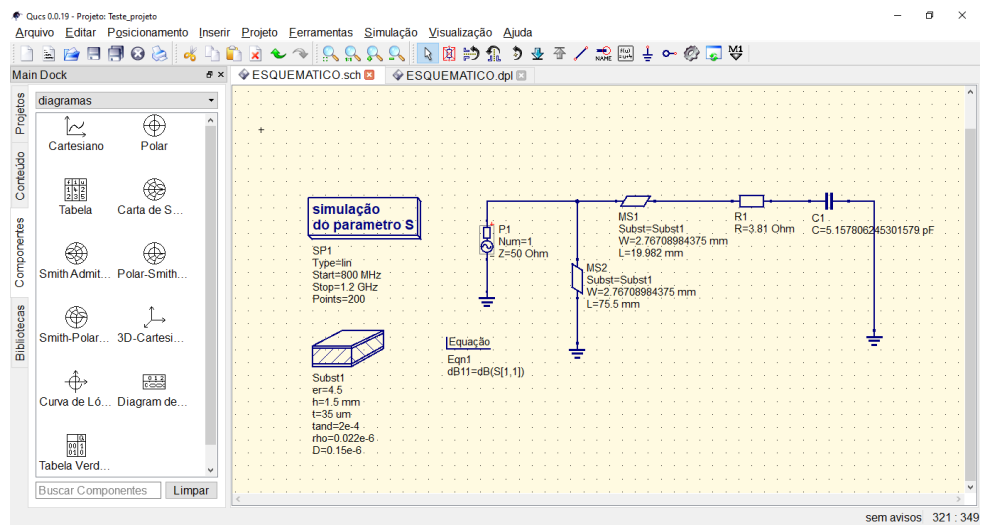 Qucs 0.0.19 - Projeto: Teste_projeto
Arquivo Editar Posicionamento Inserir Projeto Ferramentas Simulação Visualização Ajuda
NAME
Main Dock
ESQUEMATICO.sch
ESQUEMATICO.dpl
Projetos
Conteúdo
Componentes
Bibliotecas
diagramas
Cartesiano
Polar
Tabela
Carta de S...
Smith Admit...
Polar-Smith...
Smith-Polar...
3D-Cartesi...
Curva de Ló...
Diagram de...
Tabela Verd...
Buscar Componentes
Limpar
simulação
do parametro S
SP1
Type=lin
Start=800 MHz
Stop=1.2 GHz
Points=200
Subst1
er=4.5
h=1.5 mm
t=35 um
tand=2e-4
rho=0.022e-6
D=0.15e-6
Equação
Eqn1
dB11=dB(S[1,1])
P1
Num=1
Z=50 Ohm
MS2
Subst=Subst1
W=2.76708984375 mm
L=75.5 mm
MS1
Subst=Subst1
W=2.76708984375 mm
L=19.982 mm
R1
R=3.81 Ohm
C1
C=5.157806245301579 pF
sem avisos 321 : 349